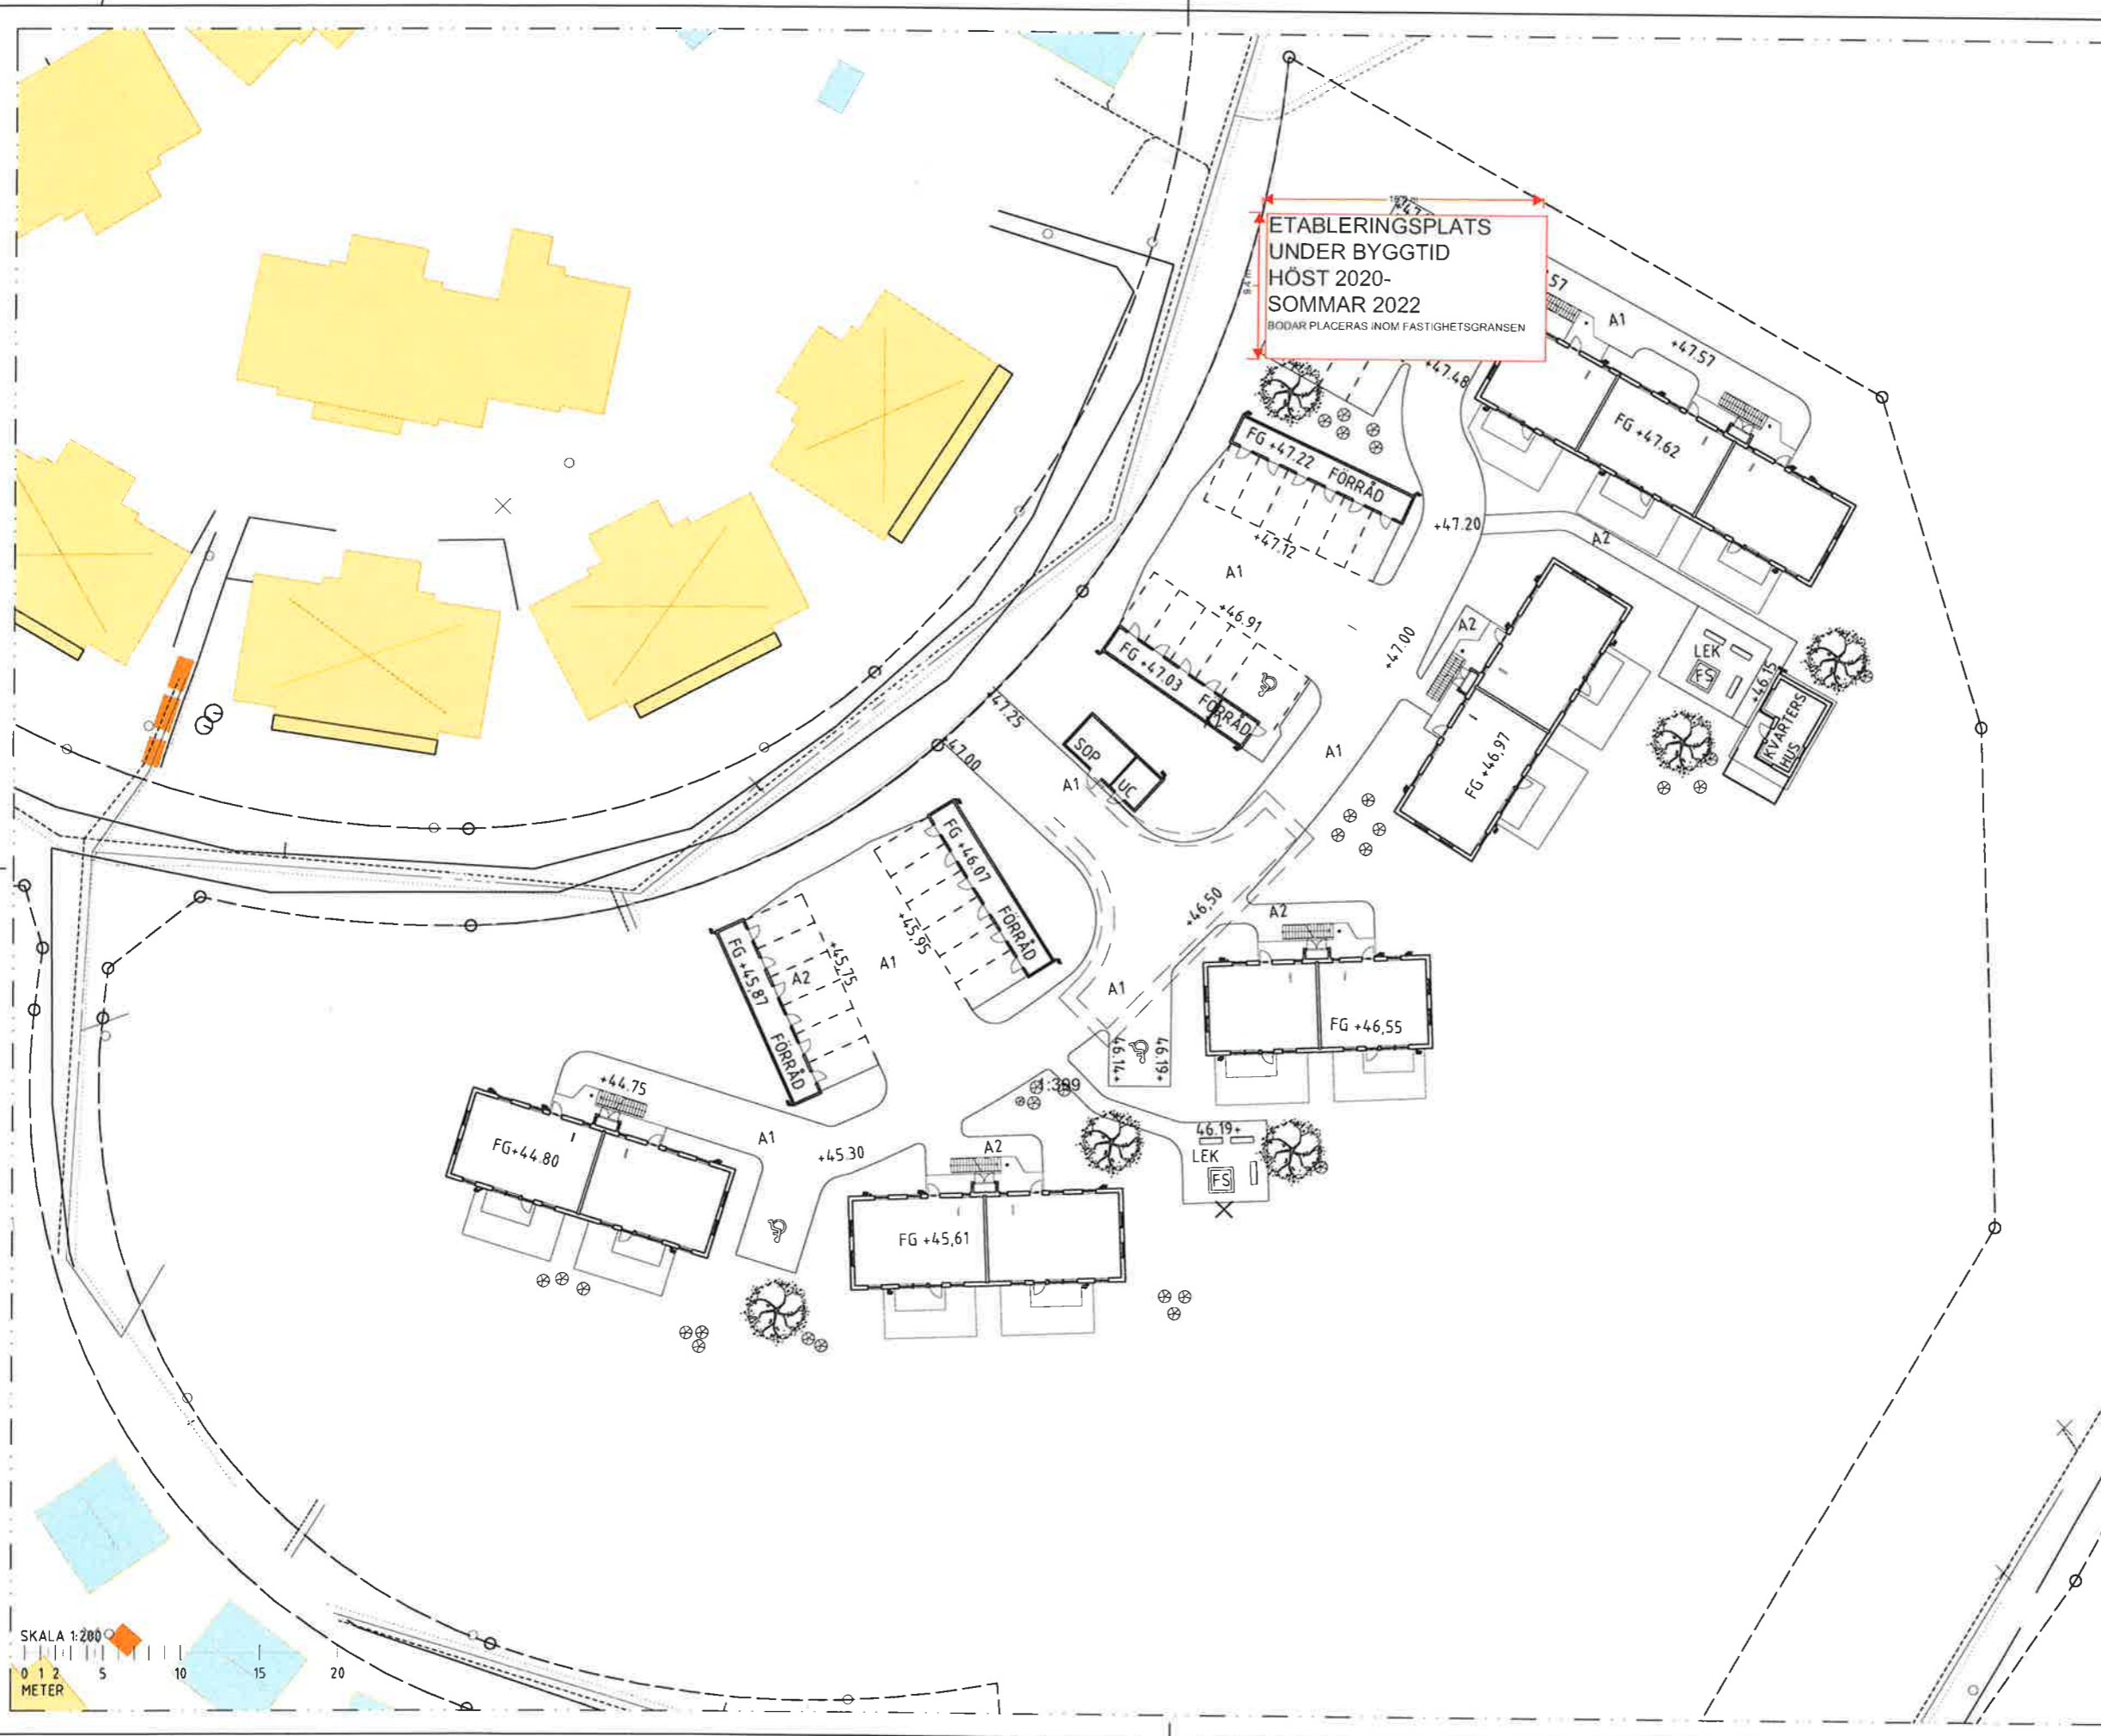 ETABLERINGSPLATS
UNDER BYGGTID
HÖST 2020-
SOMMAR 2022
BODAR PLACERAS INOM FASTIGHETSGRANSEN
A1
+47.57
+47.48
FG +47.62
FG +47.22 FÖRRÅD
+47.20
A2
+47.12
A1
+46.91
+47.00
A2
LEK
FS
+46.15
KVARTERS
HUS
FG +47.03 FÖRRÅD
FÖRRÅD
+47.25
+47.00
SOP
UC
A1
A1
FG +46,97
FG +46.07 FÖRRÅD
+45,95
+46,50
A2
FG +45,87 FÖRRÅD
A2
+45.75
A1
A1
FG +46,55
46.14+
46.19+
+44.75
FG+44.80
A1
+45.30
A2
46.19+
LEK
FS
FG +45,61
SKALA 1:200
0 1 2 5 10 15 20
METER